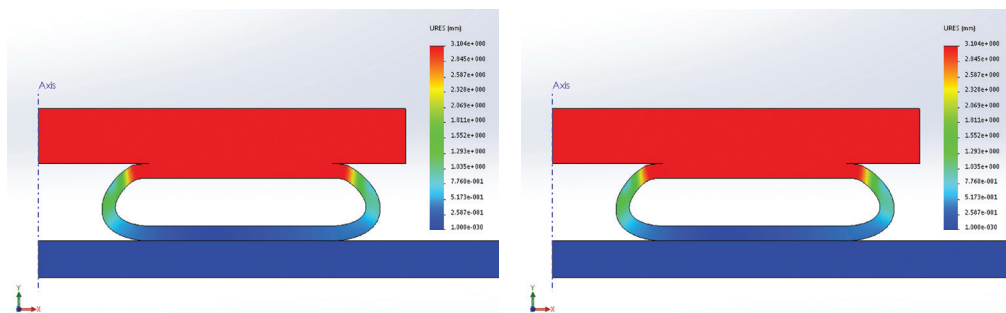 URES (mm)
3.104e+000
2.845e+000
2.587e+000
2.328e+000
2.069e+000
1.811e+000
1.552e+000
1.293e+000
1.035e+000
7.760e-001
5.173e-001
2.587e-001
1.000e-030
Axis
Y
X
URES (mm)
3.104e+000
2.845e+000
2.587e+000
2.328e+000
2.069e+000
1.811e+000
1.552e+000
1.293e+000
1.035e+000
7.760e-001
5.173e-001
2.587e-001
1.000e-030
Axis
Y
X